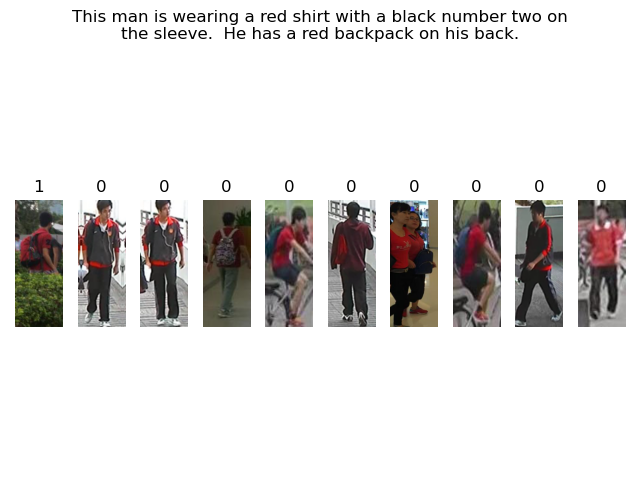 This man is wearing a red shirt with a black number two on
the sleeve.  He has a red backpack on his back.
1 0 0 0 0 0 0 0 0 0